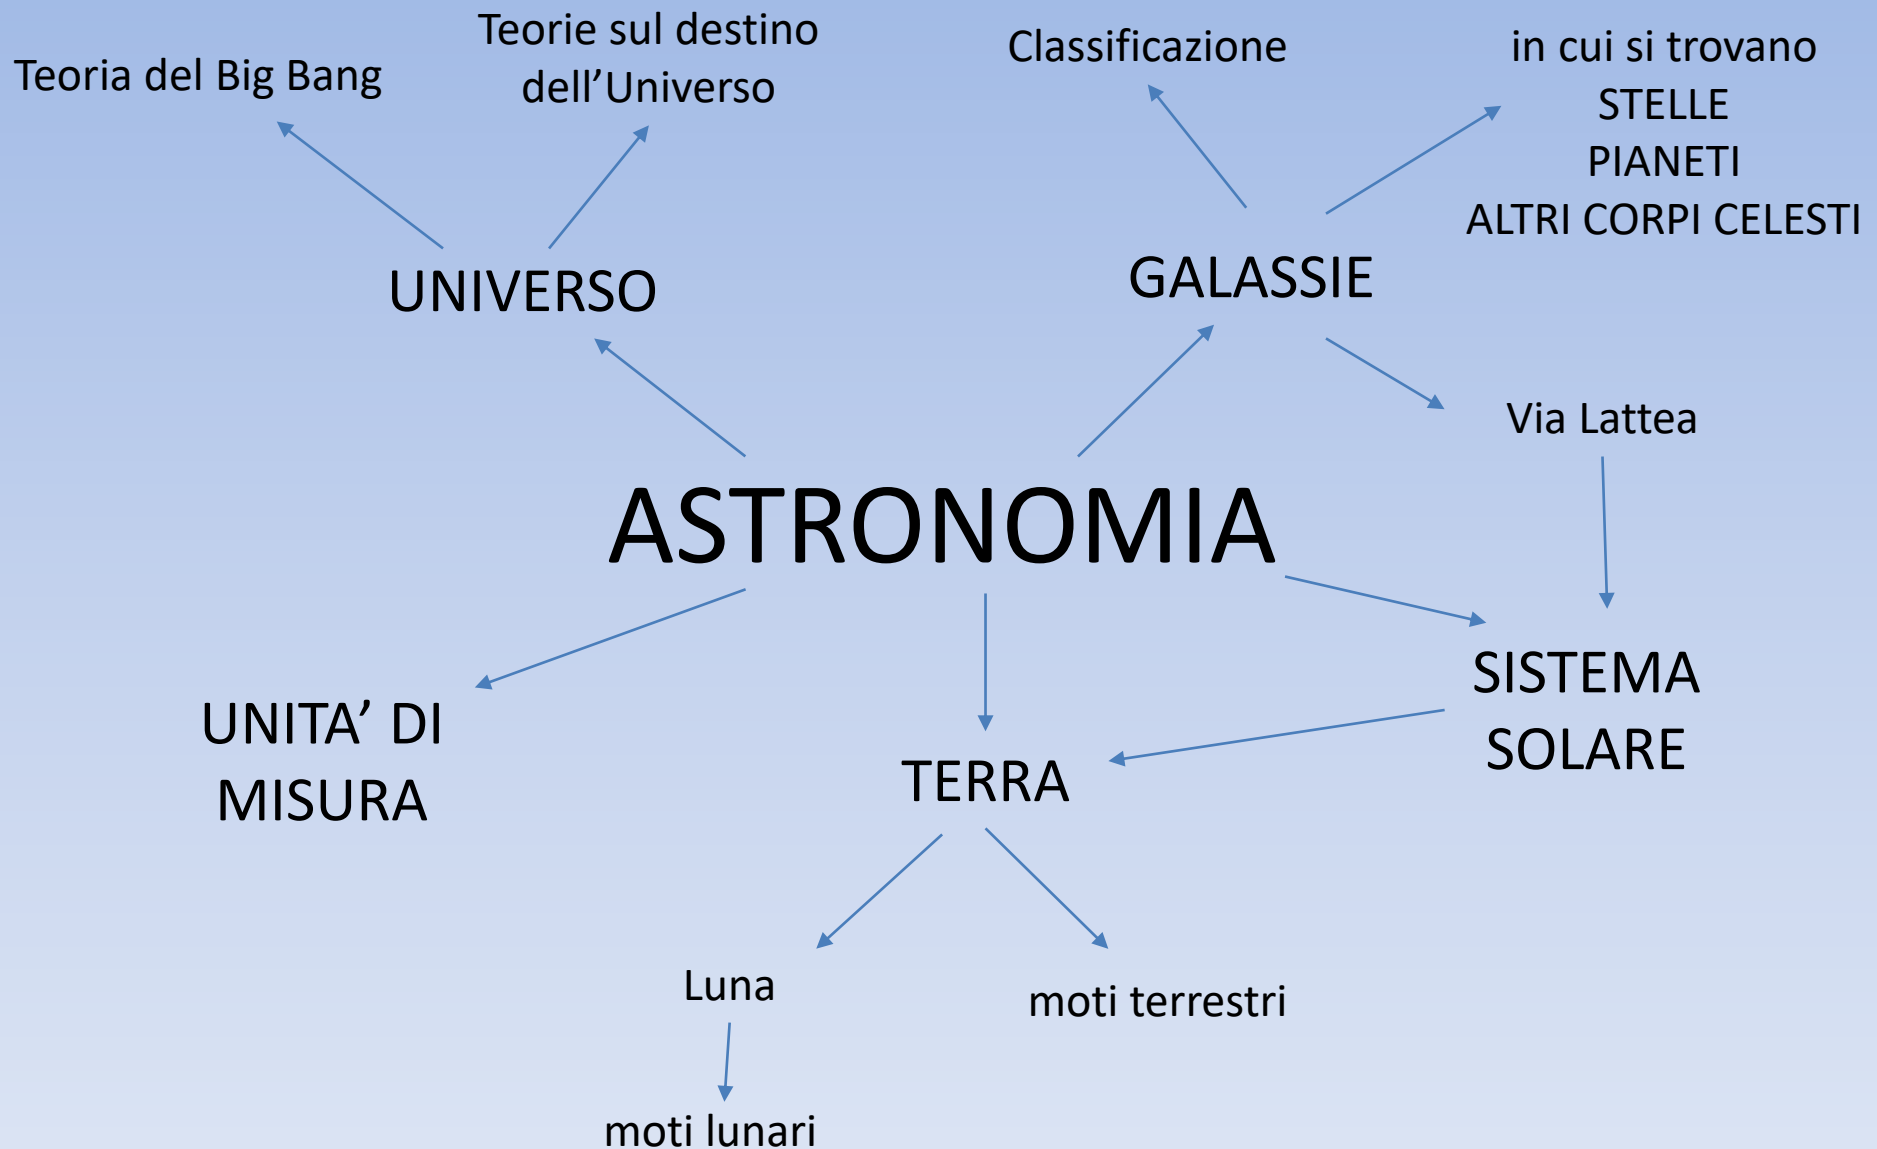 Teoria del Big Bang
Teorie sul destino
dell’Universo
Classificazione
in cui si trovano
STELLE
PIANETI
ALTRI CORPI CELESTI
UNIVERSO
GALASSIE
Via Lattea
ASTRONOMIA
UNITA’ DI
MISURA
TERRA
SISTEMA
SOLARE
Luna
moti terrestri
moti lunari